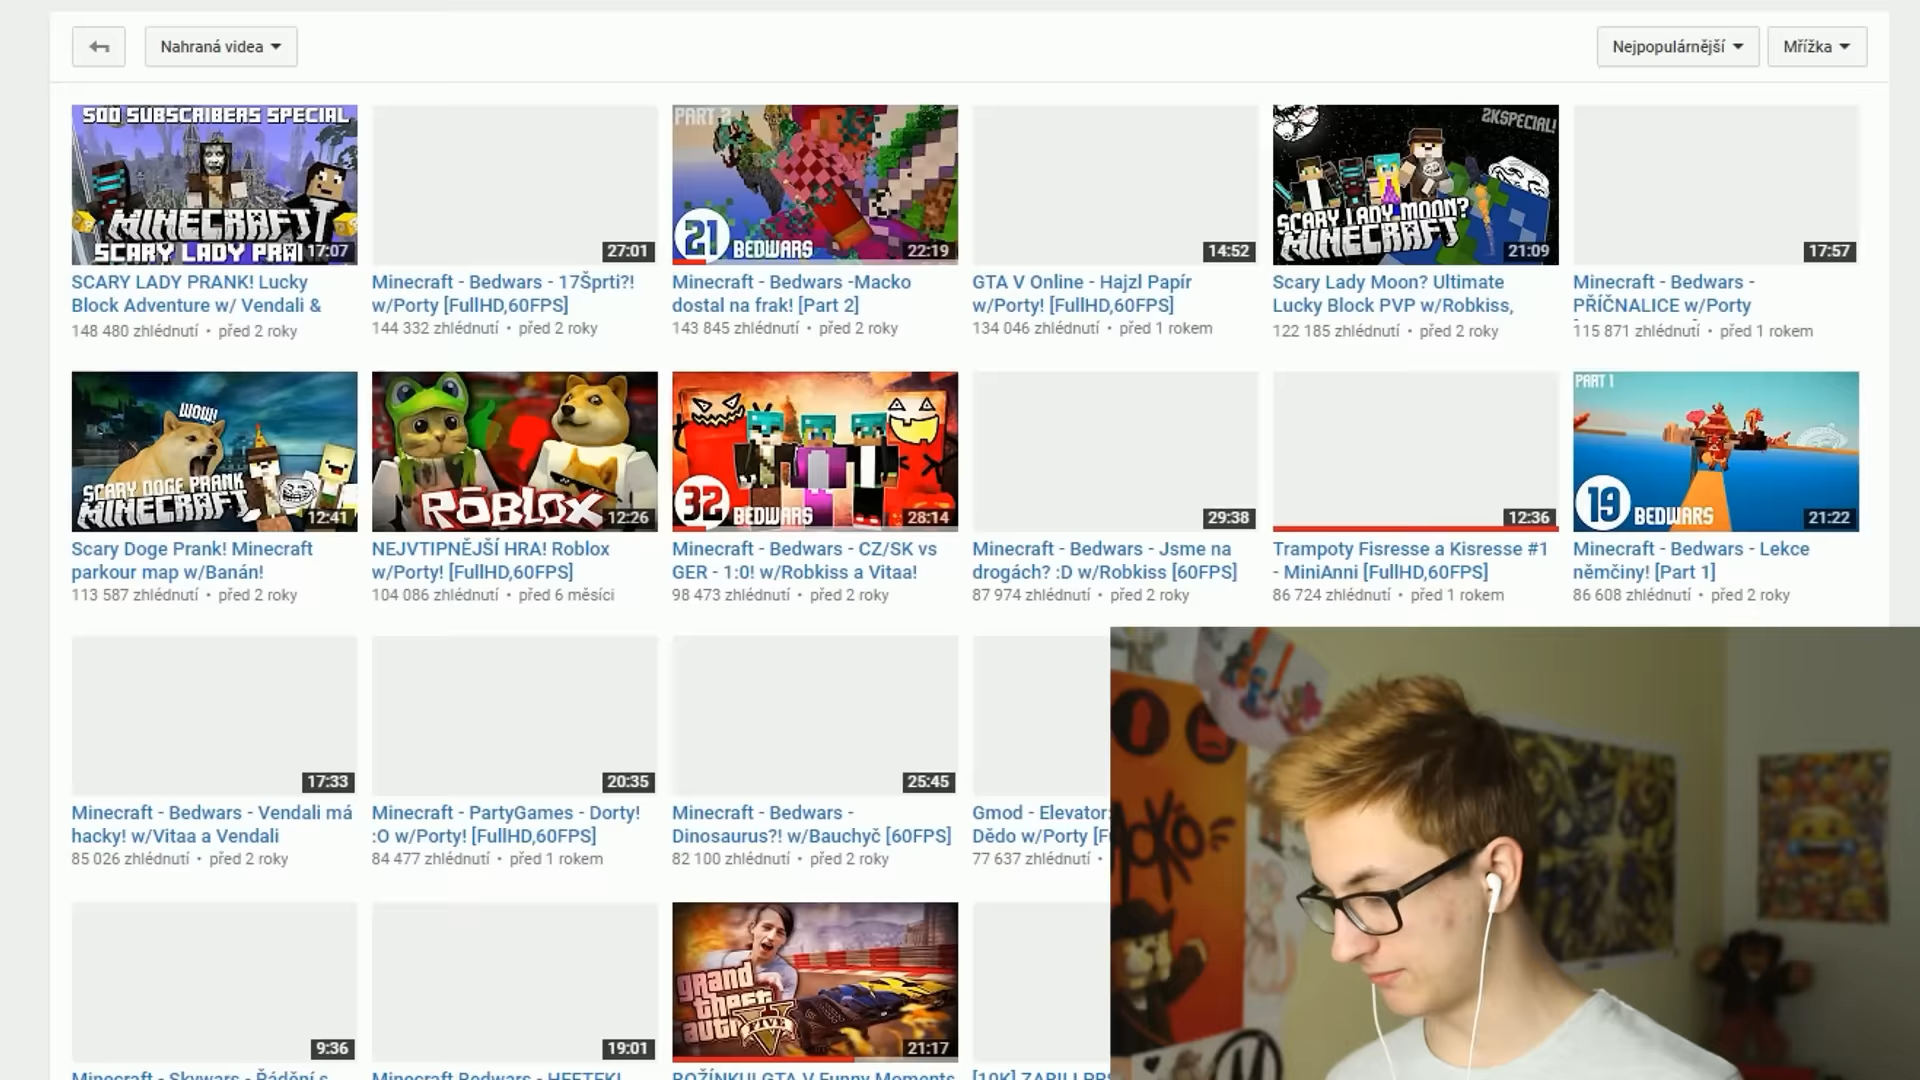 Nahraná videa
Nejpopulárnější
Mřížka
500 SUBSCRIBERS SPECIAL
MINECRAFT
SCARY LADY PRA
17:07
27:01
PART 2
21 BEDWARS
22:19
14:52
2KSPECIAL!
SCARY LADY MOON?
MINECRAFT
21:09
17:57
SCARY LADY PRANK! Lucky
Block Adventure w/ Vendali &
148 480 zhlédnutí • před 2 roky
Minecraft - Bedwars - 17Šprti?!
w/Porty [FullHD,60FPS]
144 332 zhlédnutí • před 2 roky
Minecraft - Bedwars -Macko
dostal na frak! [Part 2]
143 845 zhlédnutí • před 2 roky
GTA V Online - Hajzl Papír
w/Porty! [FullHD,60FPS]
134 046 zhlédnutí • před 1 rokem
Scary Lady Moon? Ultimate
Lucky Block PVP w/Robkiss,
122 185 zhlédnutí • před 2 roky
Minecraft - Bedwars -
PŘÍČNALICE w/Porty
115 871 zhlédnutí • před 1 rokem
WOW!
SCARY DOGE PRANK
MINECRAFT
12:41
ROBLOX
12:26
32 BEDWARS
28:14
29:38
12:36
PART 1
19 BEDWARS
21:22
Scary Doge Prank! Minecraft
parkour map w/Banán!
113 587 zhlédnutí • před 2 roky
NEJVTIPNĚJŠÍ HRA! Roblox
w/Porty! [FullHD,60FPS]
104 086 zhlédnutí • před 6 měsíci
Minecraft - Bedwars - CZ/SK vs
GER - 1:0! w/Robkiss a Vitaa!
98 473 zhlédnutí • před 2 roky
Minecraft - Bedwars - Jsme na
drogách? :D w/Robkiss [60FPS]
87 974 zhlédnutí • před 2 roky
Trampoty Fisresse a Kisresse #1
- MiniAnni [FullHD,60FPS]
86 724 zhlédnutí • před 1 rokem
Minecraft - Bedwars - Lekce
němčiny! [Part 1]
86 608 zhlédnutí • před 2 roky
17:33
20:35
25:45
Minecraft - Bedwars - Vendali má
hacky! w/Vitaa a Vendali
85 026 zhlédnutí • před 2 roky
Minecraft - PartyGames - Dorty!
:O w/Porty! [FullHD,60FPS]
84 477 zhlédnutí • před 1 rokem
Minecraft - Bedwars -
Dinosaurus?! w/Bauchyč [60FPS]
82 100 zhlédnutí • před 2 roky
Gmod - Elevator
Dědo w/Porty [F
77 637 zhlédnutí •
9:36
19:01
grand
theft
auto
FIVE
21:17
Minecraft - Skywars - Řádění s
Minecraft Bedwars - HEETEKI
ROŽÍNKU! GTA V Funny Moments